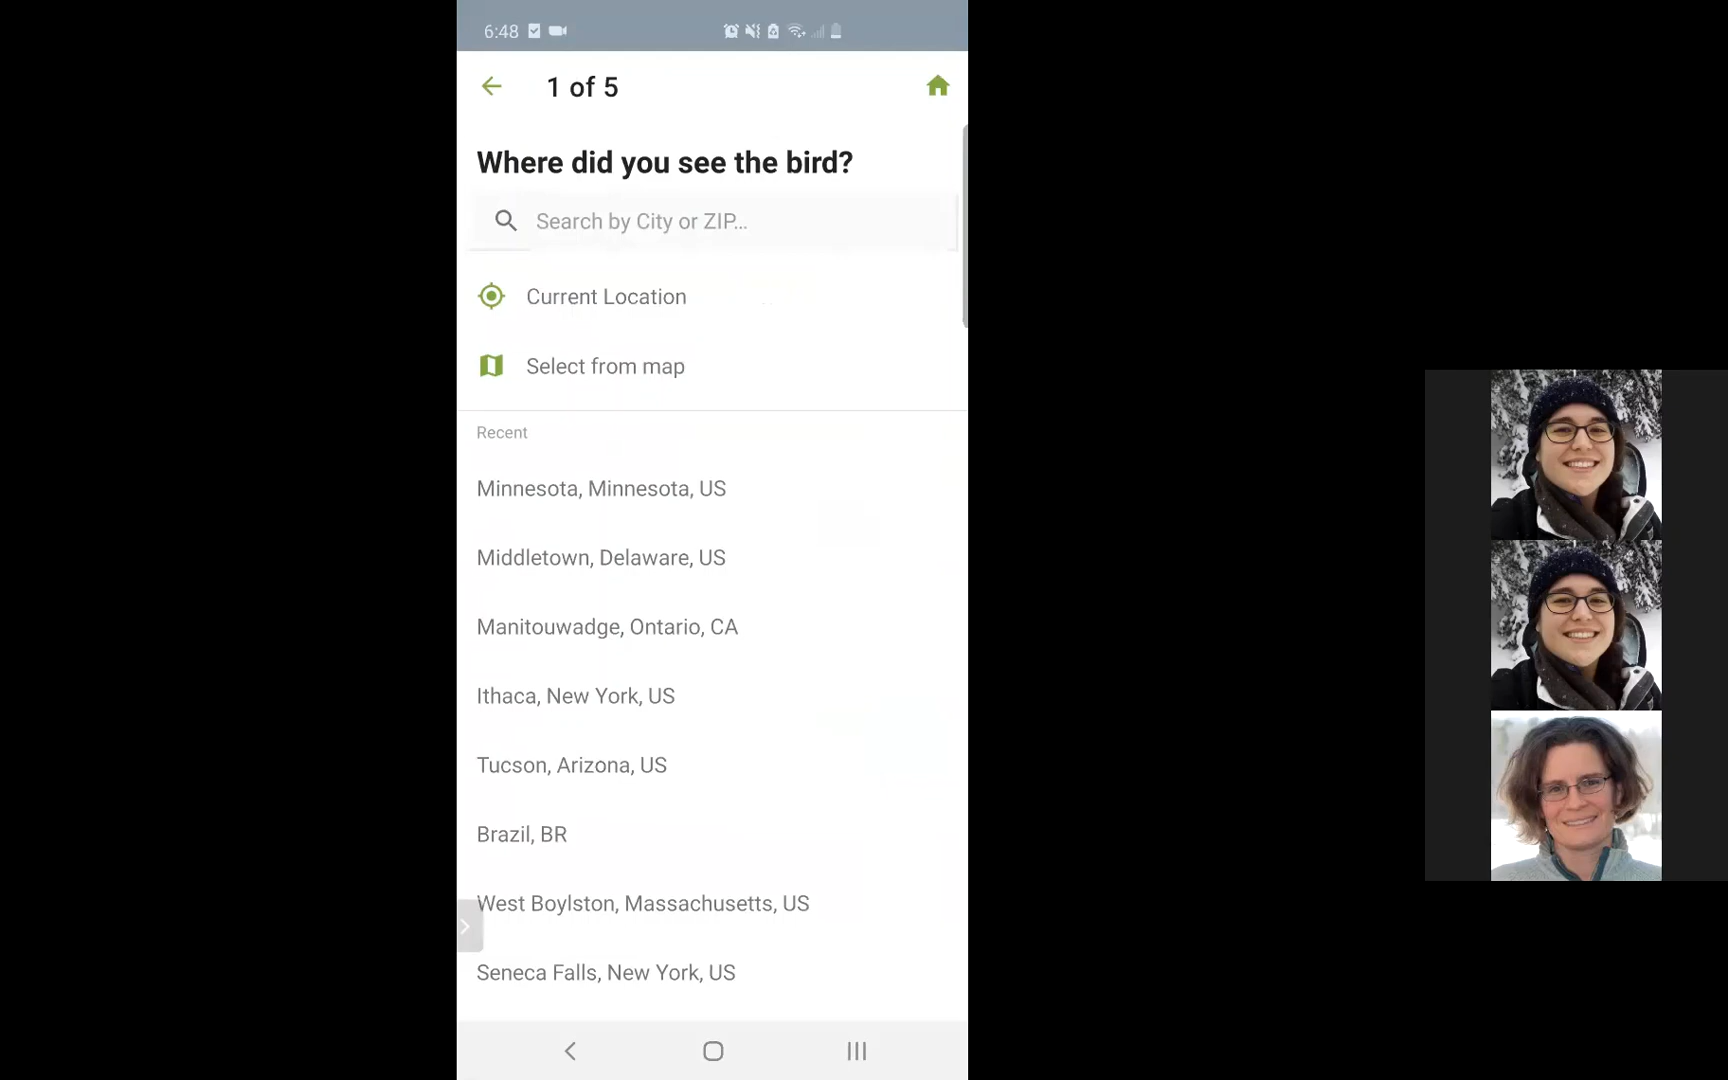 6:48
1 of 5
Where did you see the bird?
Search by City or ZIP...
Current Location
Select from map
Recent
Minnesota, Minnesota, US
Middletown, Delaware, US
Manitouwadge, Ontario, CA
Ithaca, New York, US
Tucson, Arizona, US
Brazil, BR
West Boylston, Massachusetts, US
Seneca Falls, New York, US